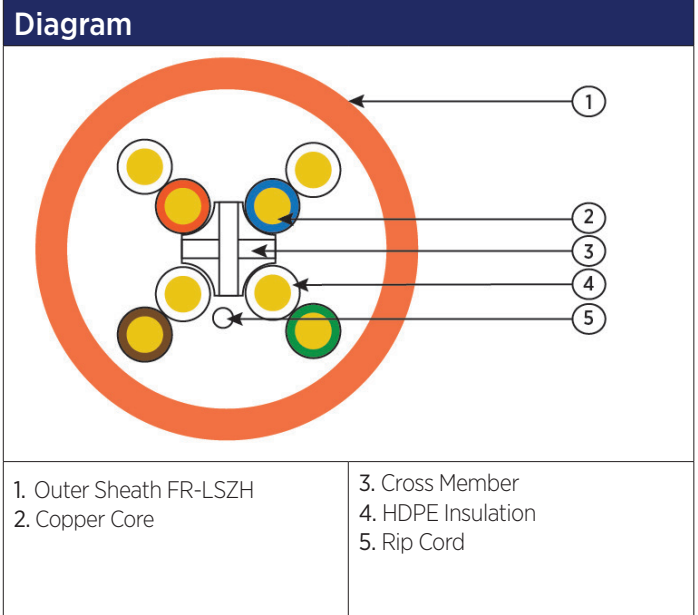 Diagram
1
2
3
4
5
1. Outer Sheath FR-LSZH
2. Copper Core
3. Cross Member
4. HDPE Insulation
5. Rip Cord